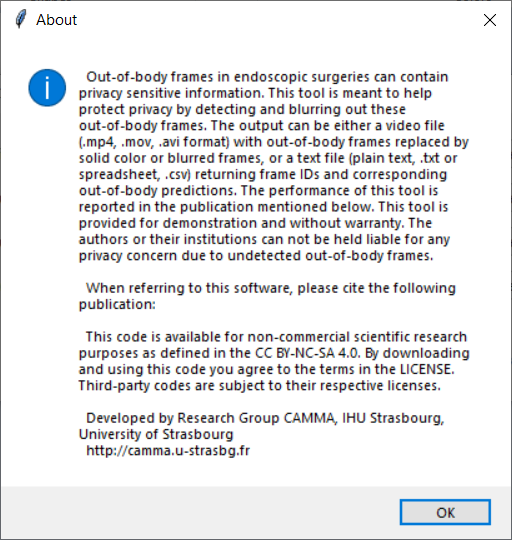 About
Out-of-body frames in endoscopic surgeries can contain
privacy sensitive information. This tool is meant to help
protect privacy by detecting and blurring out these
out-of-body frames. The output can be either a video file
(.mp4, .mov, .avi format) with out-of-body frames replaced by
solid color or blurred frames, or a text file (plain text, .txt or
spreadsheet, .csv) returning frame IDs and corresponding
out-of-body predictions. The performance of this tool is
reported in the publication mentioned below. This tool is
provided for demonstration and without warranty. The
authors or their institutions can not be held liable for any
privacy concern due to undetected out-of-body frames.
When referring to this software, please cite the following
publication:
This code is available for non-commercial scientific research
purposes as defined in the CC BY-NC-SA 4.0. By downloading
and using this code you agree to the terms in the LICENSE.
Third-party codes are subject to their respective licenses.
Developed by Research Group CAMMA, IHU Strasbourg,
University of Strasbourg
http://camma.u-strasbg.fr
OK